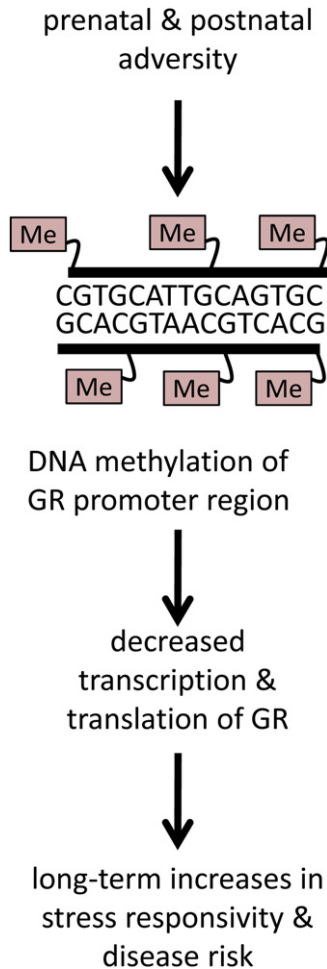 prenatal & postnatal
adversity
Me Me Me
CGTGCATTGCAGTGC
GCACGTAACGTCACG
Me Me Me
DNA methylation of
GR promoter region
decreased
transcription &
translation of GR
long-term increases in
stress responsivity &
disease risk